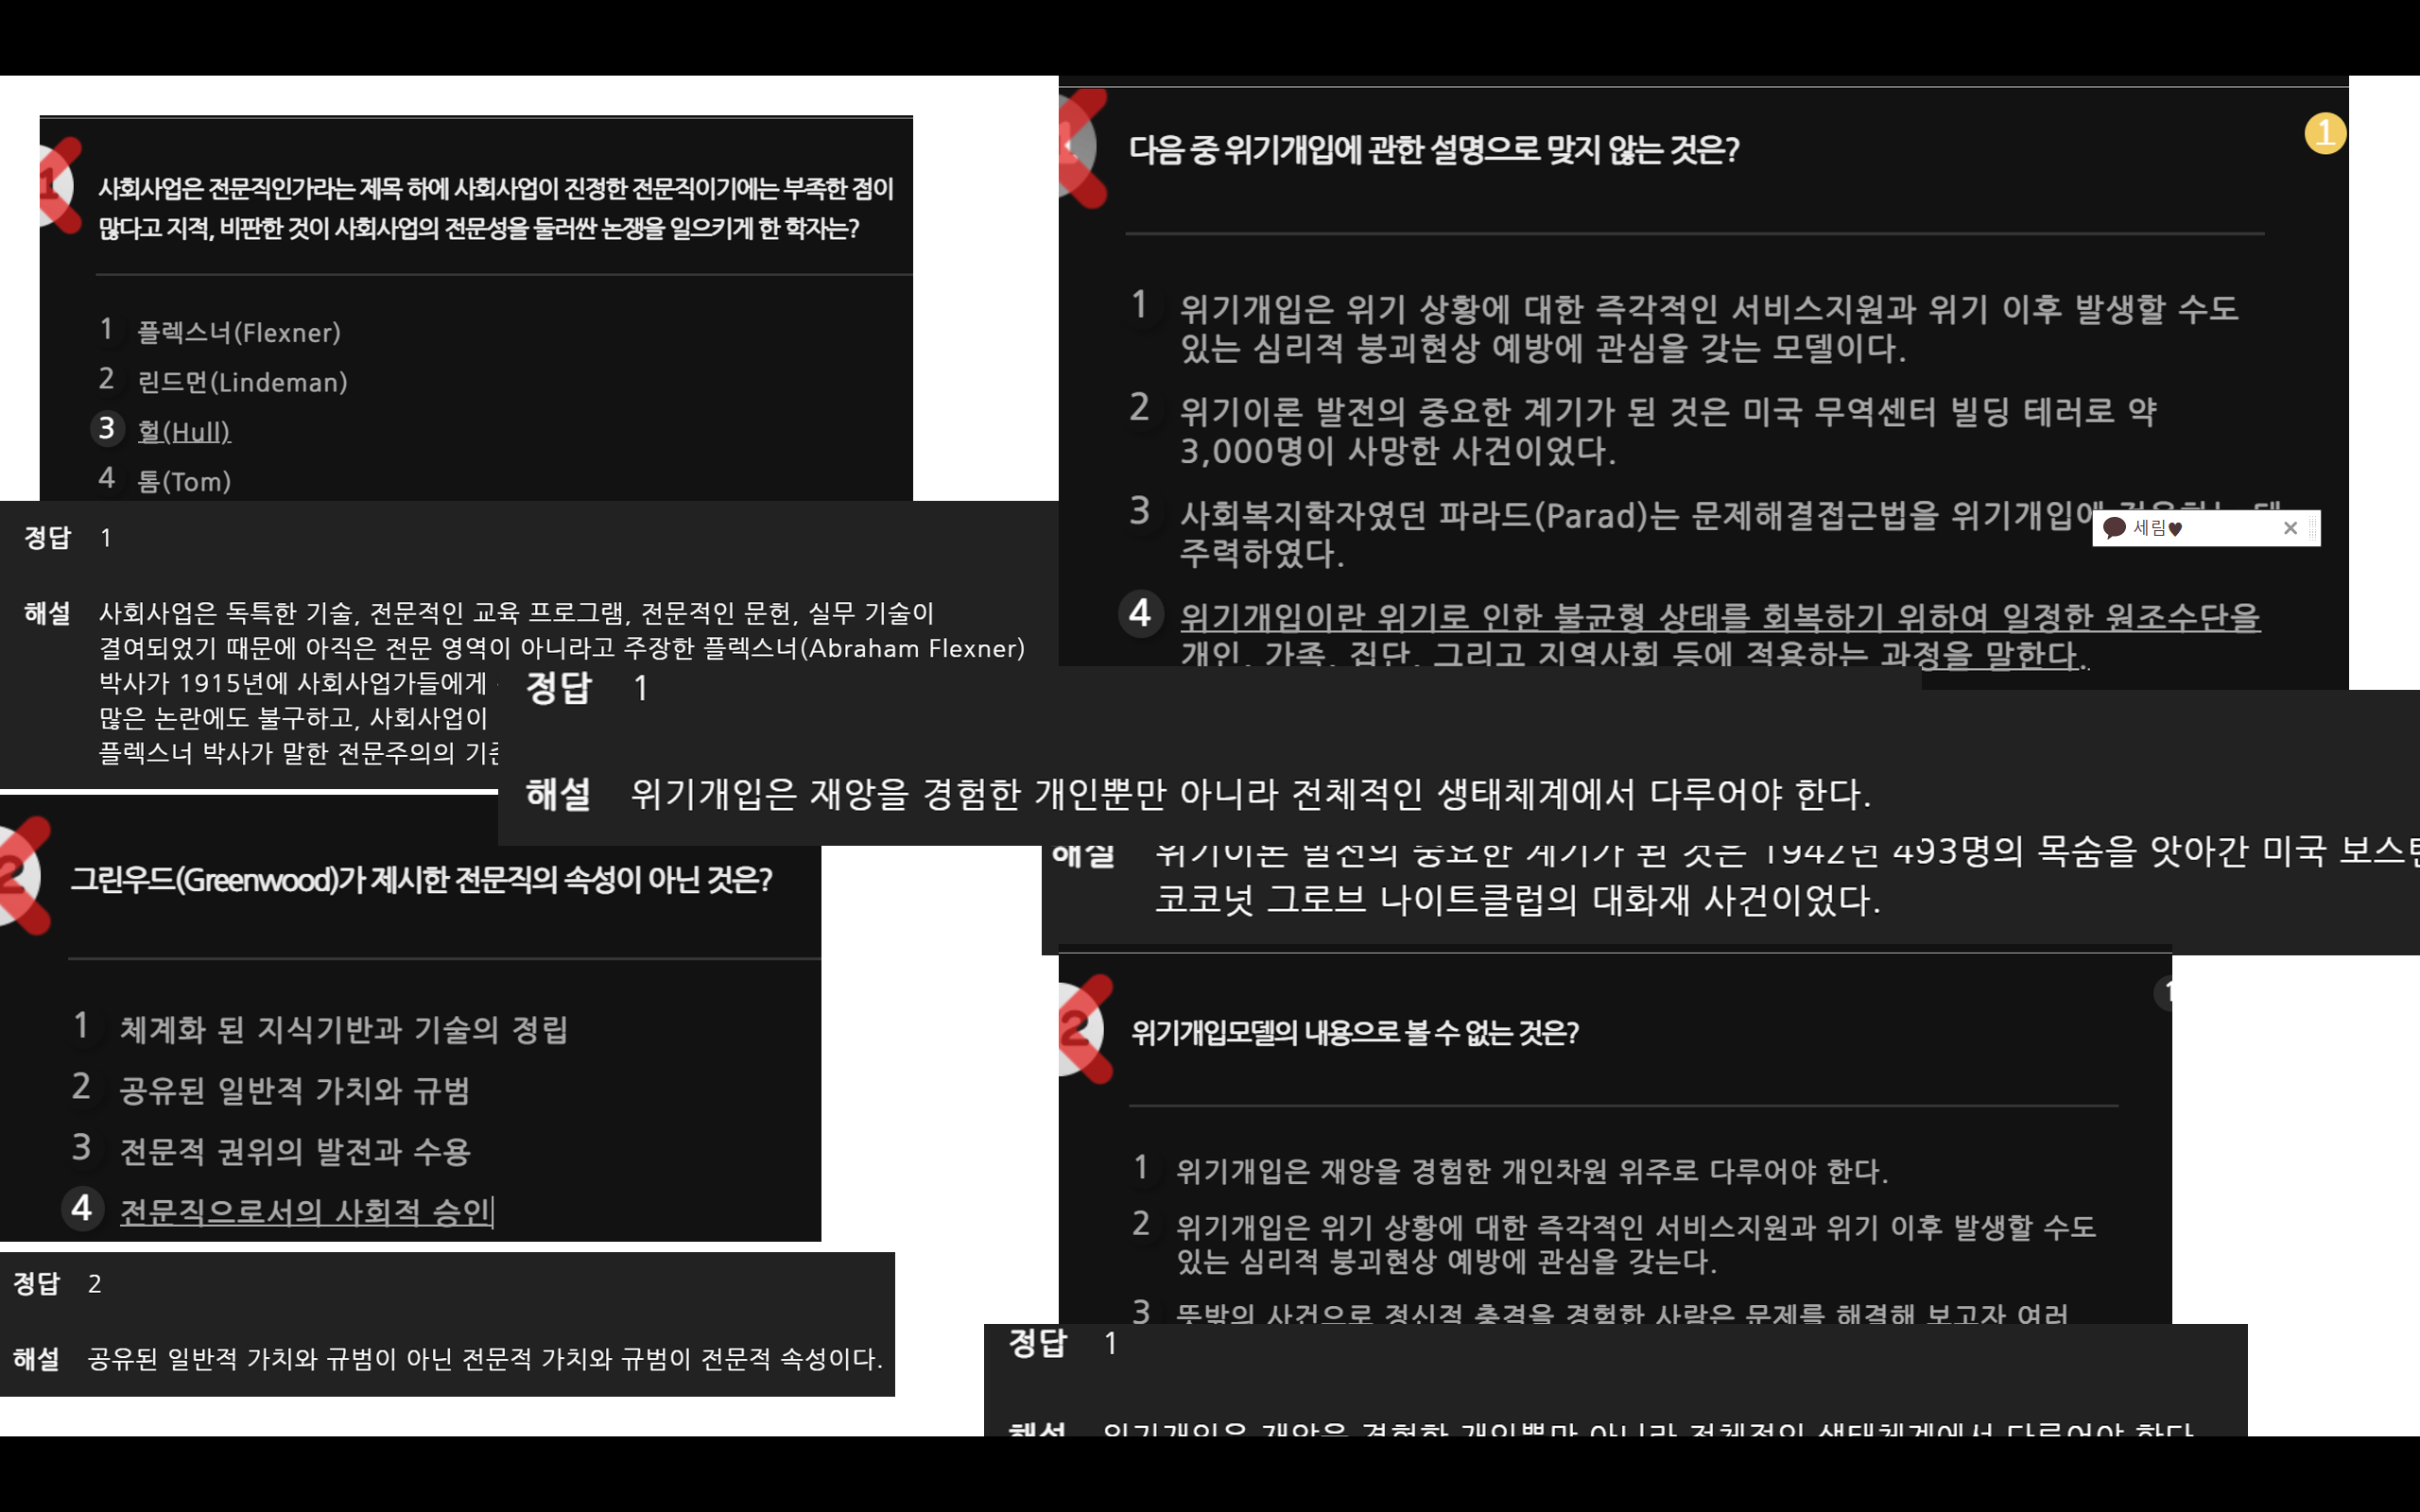 1
사회사업은 전문직인가라는 제목 하에 사회사업이 진정한 전문직이기에는 부족한 점이
많다고 지적, 비판한 것이 사회사업의 전문성을 둘러싼 논쟁을 일으키게 한 학자는?
1 플렉스너(Flexner)
2 린드먼(Lindeman)
3 헐(Hull)
4 톰(Tom)
정답 1
해설 사회사업은 독특한 기술, 전문적인 교육 프로그램, 전문적인 문헌, 실무 기술이
결여되었기 때문에 아직은 전문 영역이 아니라고 주장한 플렉스너(Abraham Flexner)
박사가 1915년에 사회사업가들에게
많은 논란에도 불구하고, 사회사업이
플렉스너 박사가 말한 전문주의의
2
그린우드(Greenwood)가 제시한 전문직의 속성이 아닌 것은?
1 체계화 된 지식기반과 기술의 정립
2 공유된 일반적 가치와 규범
3 전문적 권위의 발전과 수용
4 전문직으로서의 사회적 승인
정답 2
해설 공유된 일반적 가치와 규범이 아닌 전문적 가치와 규범이 전문적 속성이다.
1
다음 중 위기개입에 관한 설명으로 맞지 않는 것은?
1
1 위기개입은 위기 상황에 대한 즉각적인 서비스지원과 위기 이후 발생할 수도
있는 심리적 붕괴현상 예방에 관심을 갖는 모델이다.
2 위기이론 발전의 중요한 계기가 된 것은 미국 무역센터 빌딩 테러로 약
3,000명이 사망한 사건이었다.
3 사회복지학자였던 파라드(Parad)는 문제해결접근법을 위기개입에
주력하였다.
세림♥
4 위기개입이란 위기로 인한 불균형 상태를 회복하기 위하여 일정한 원조수단을
개인, 가족, 집단, 그리고 지역사회 등에 적용하는 과정을 말한다.
정답 1
해설 위기개입은 재앙을 경험한 개인뿐만 아니라 전체적인 생태체계에서 다루어야 한다.
해설 위기이론 발전의 중요한 계기가 된 것은 1942년 493명의 목숨을 앗아간 미국 보스턴
코코넛 그로브 나이트클럽의 대화재 사건이었다.
2
위기개입모델의 내용으로 볼 수 없는 것은?
1
1 위기개입은 재앙을 경험한 개인차원 위주로 다루어야 한다.
2 위기개입은 위기 상황에 대한 즉각적인 서비스지원과 위기 이후 발생할 수도
있는 심리적 붕괴현상 예방에 관심을 갖는다.
3 뜻밖의 사건으로 정신적 충격을 경험한 사람은 문제를 해결해 보고자 여러
정답 1
해설 위기개입은 재앙을 경험한 개인뿐만 아니라 전체적인 생태체계에서 다루어야 한다